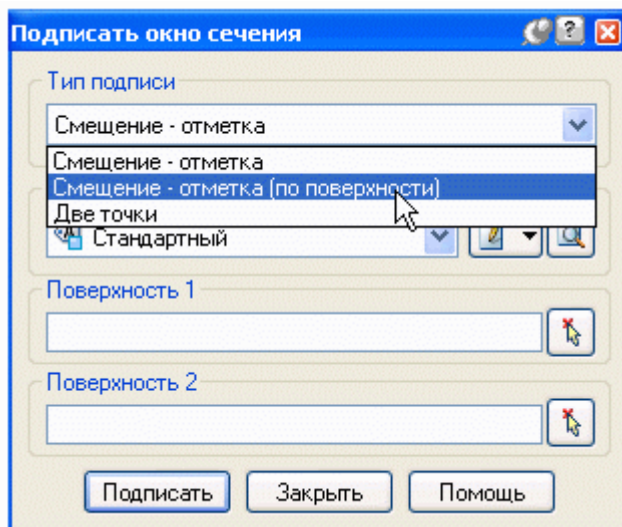 Подписать окно сечения
Тип подписи
Смещение - отметка
Смещение - отметка
Смещение - отметка (по поверхности)
Две точки
Стандартный
Поверхность 1
Поверхность 2
Подписать Закрыть Помощь